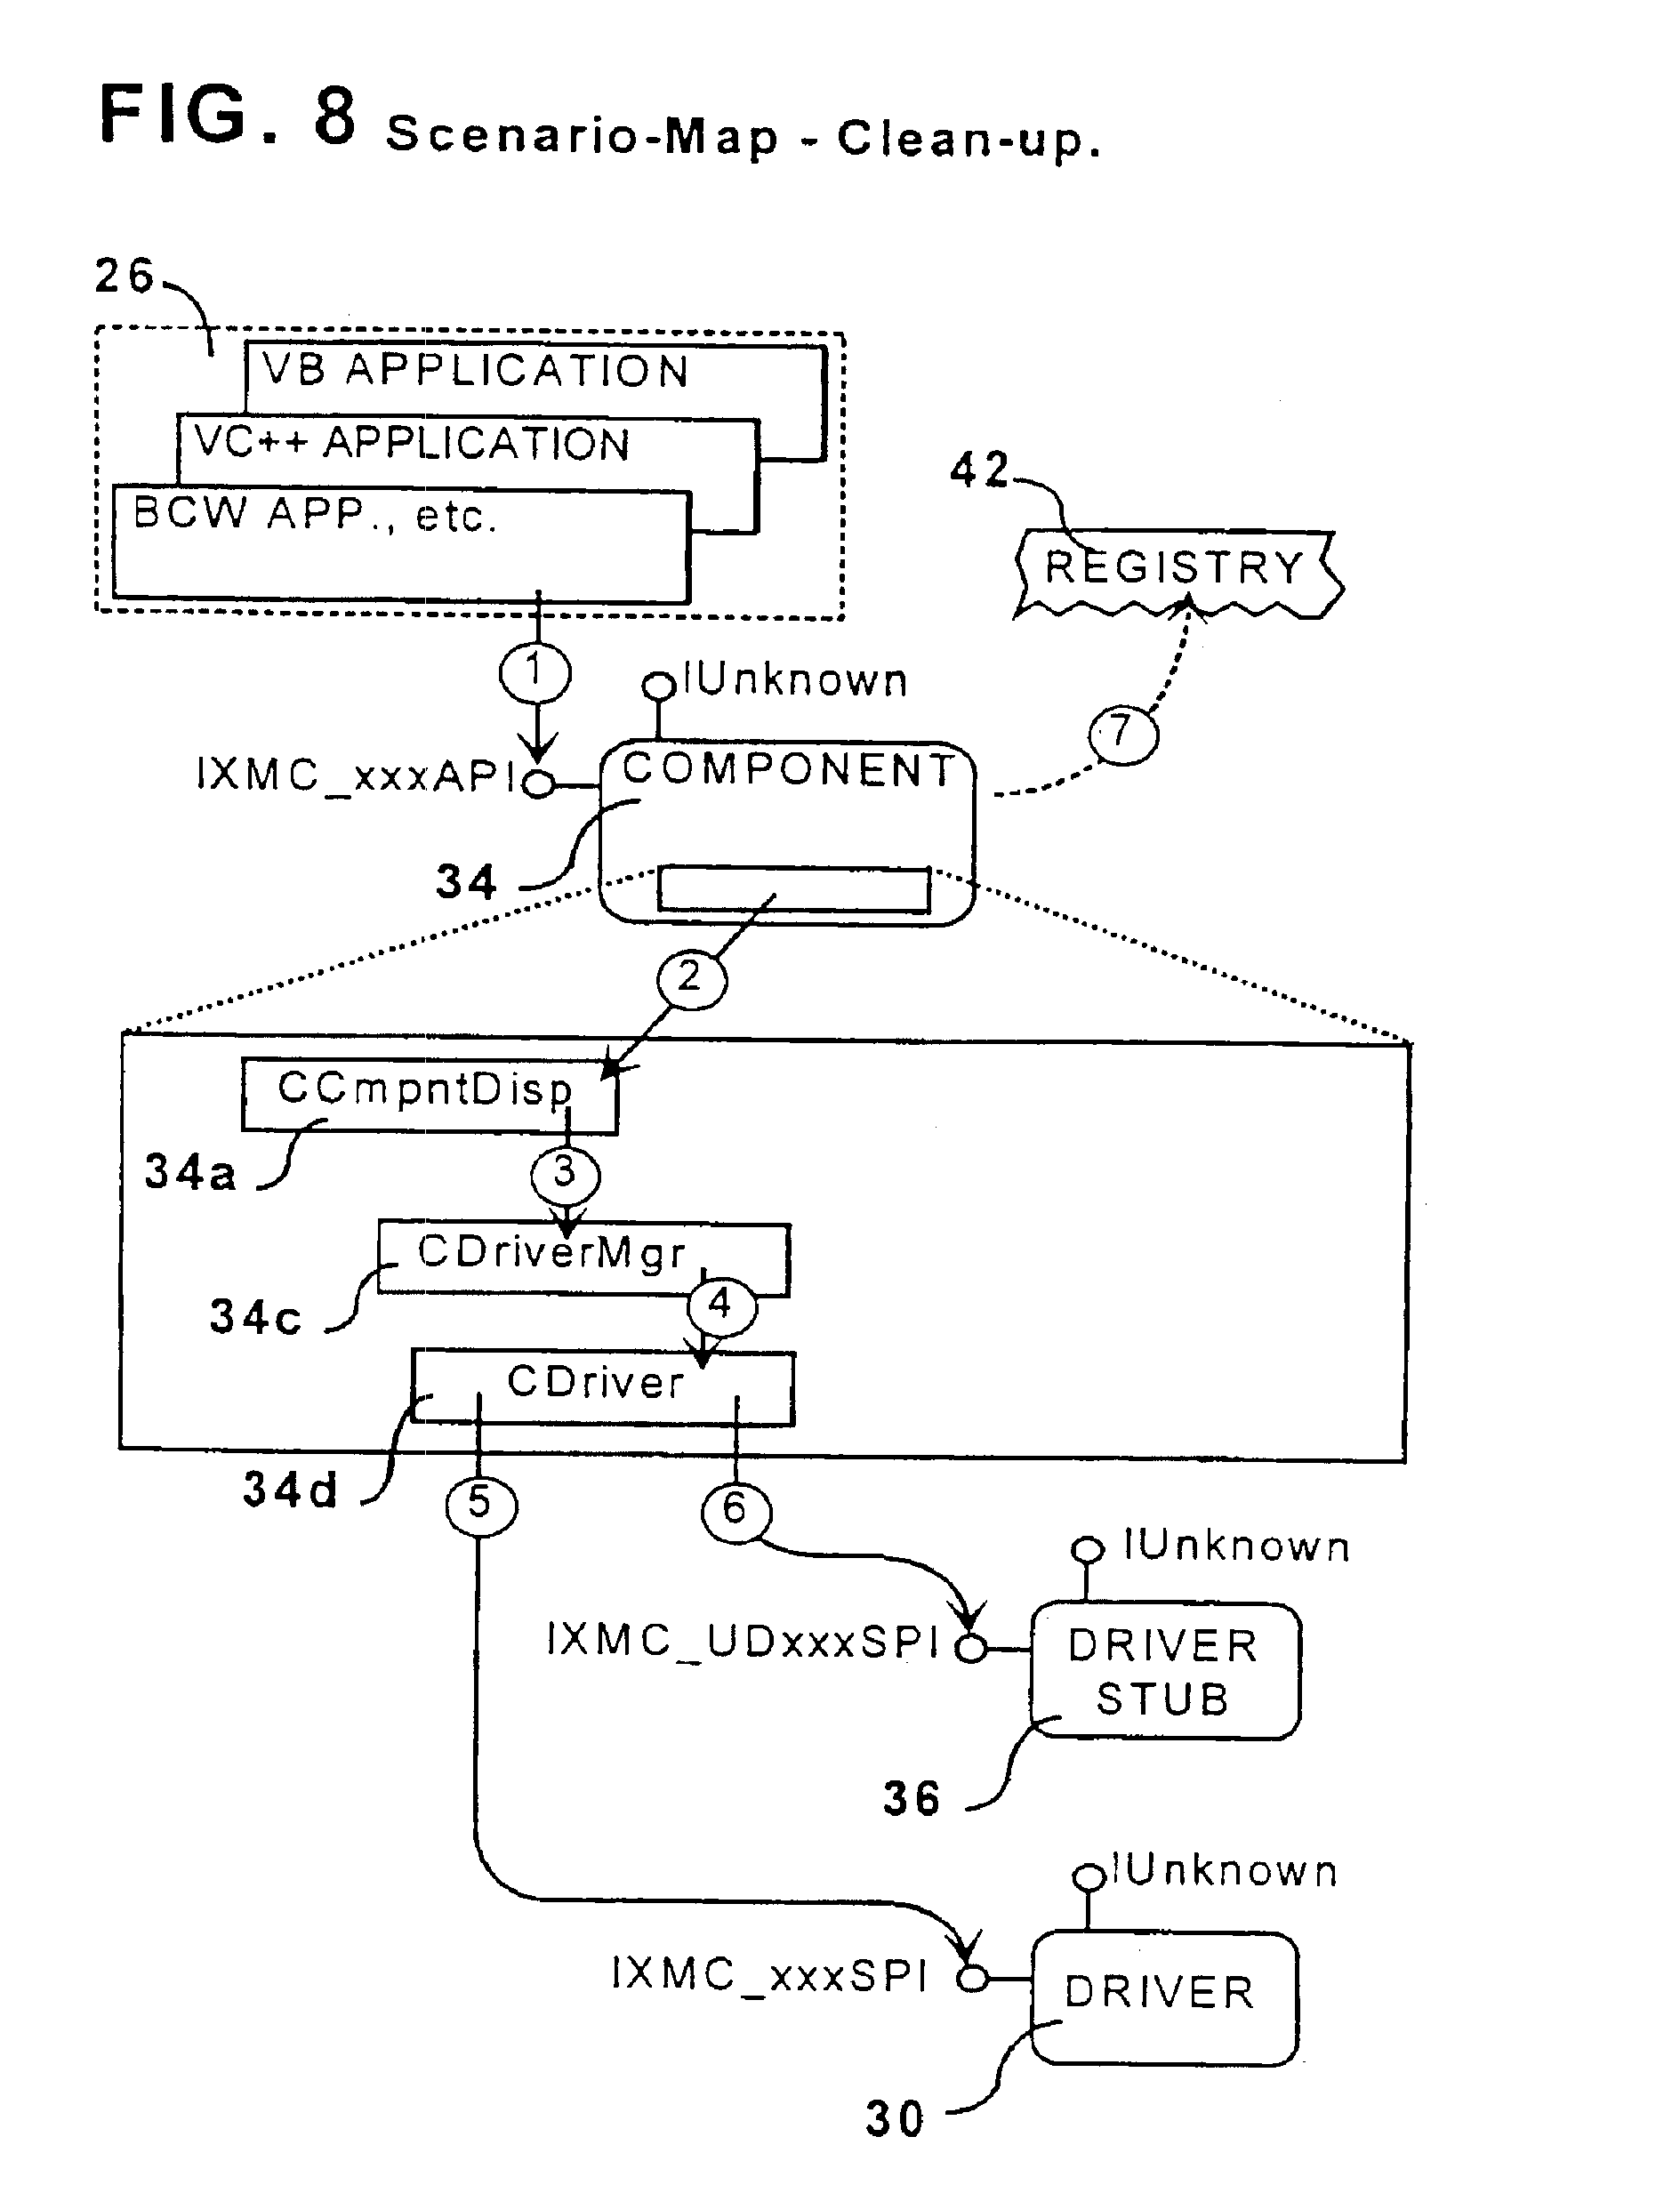 FIG. 8 Scenario-Map - Clean-up.
26
VB APPLICATION
VC++ APPLICATION
BCW APP., etc.
42
REGISTRY
1
IUnknown
7
IXMC_xxxAPI
COMPONENT
34
2
CCmpntDisp
34a
3
CDriverMgr
34c
4
CDriver
34d
5
6
IUnknown
IXMC_UDxxxSPI
DRIVER
STUB
36
IUnknown
IXMC_xxxSPI
DRIVER
30